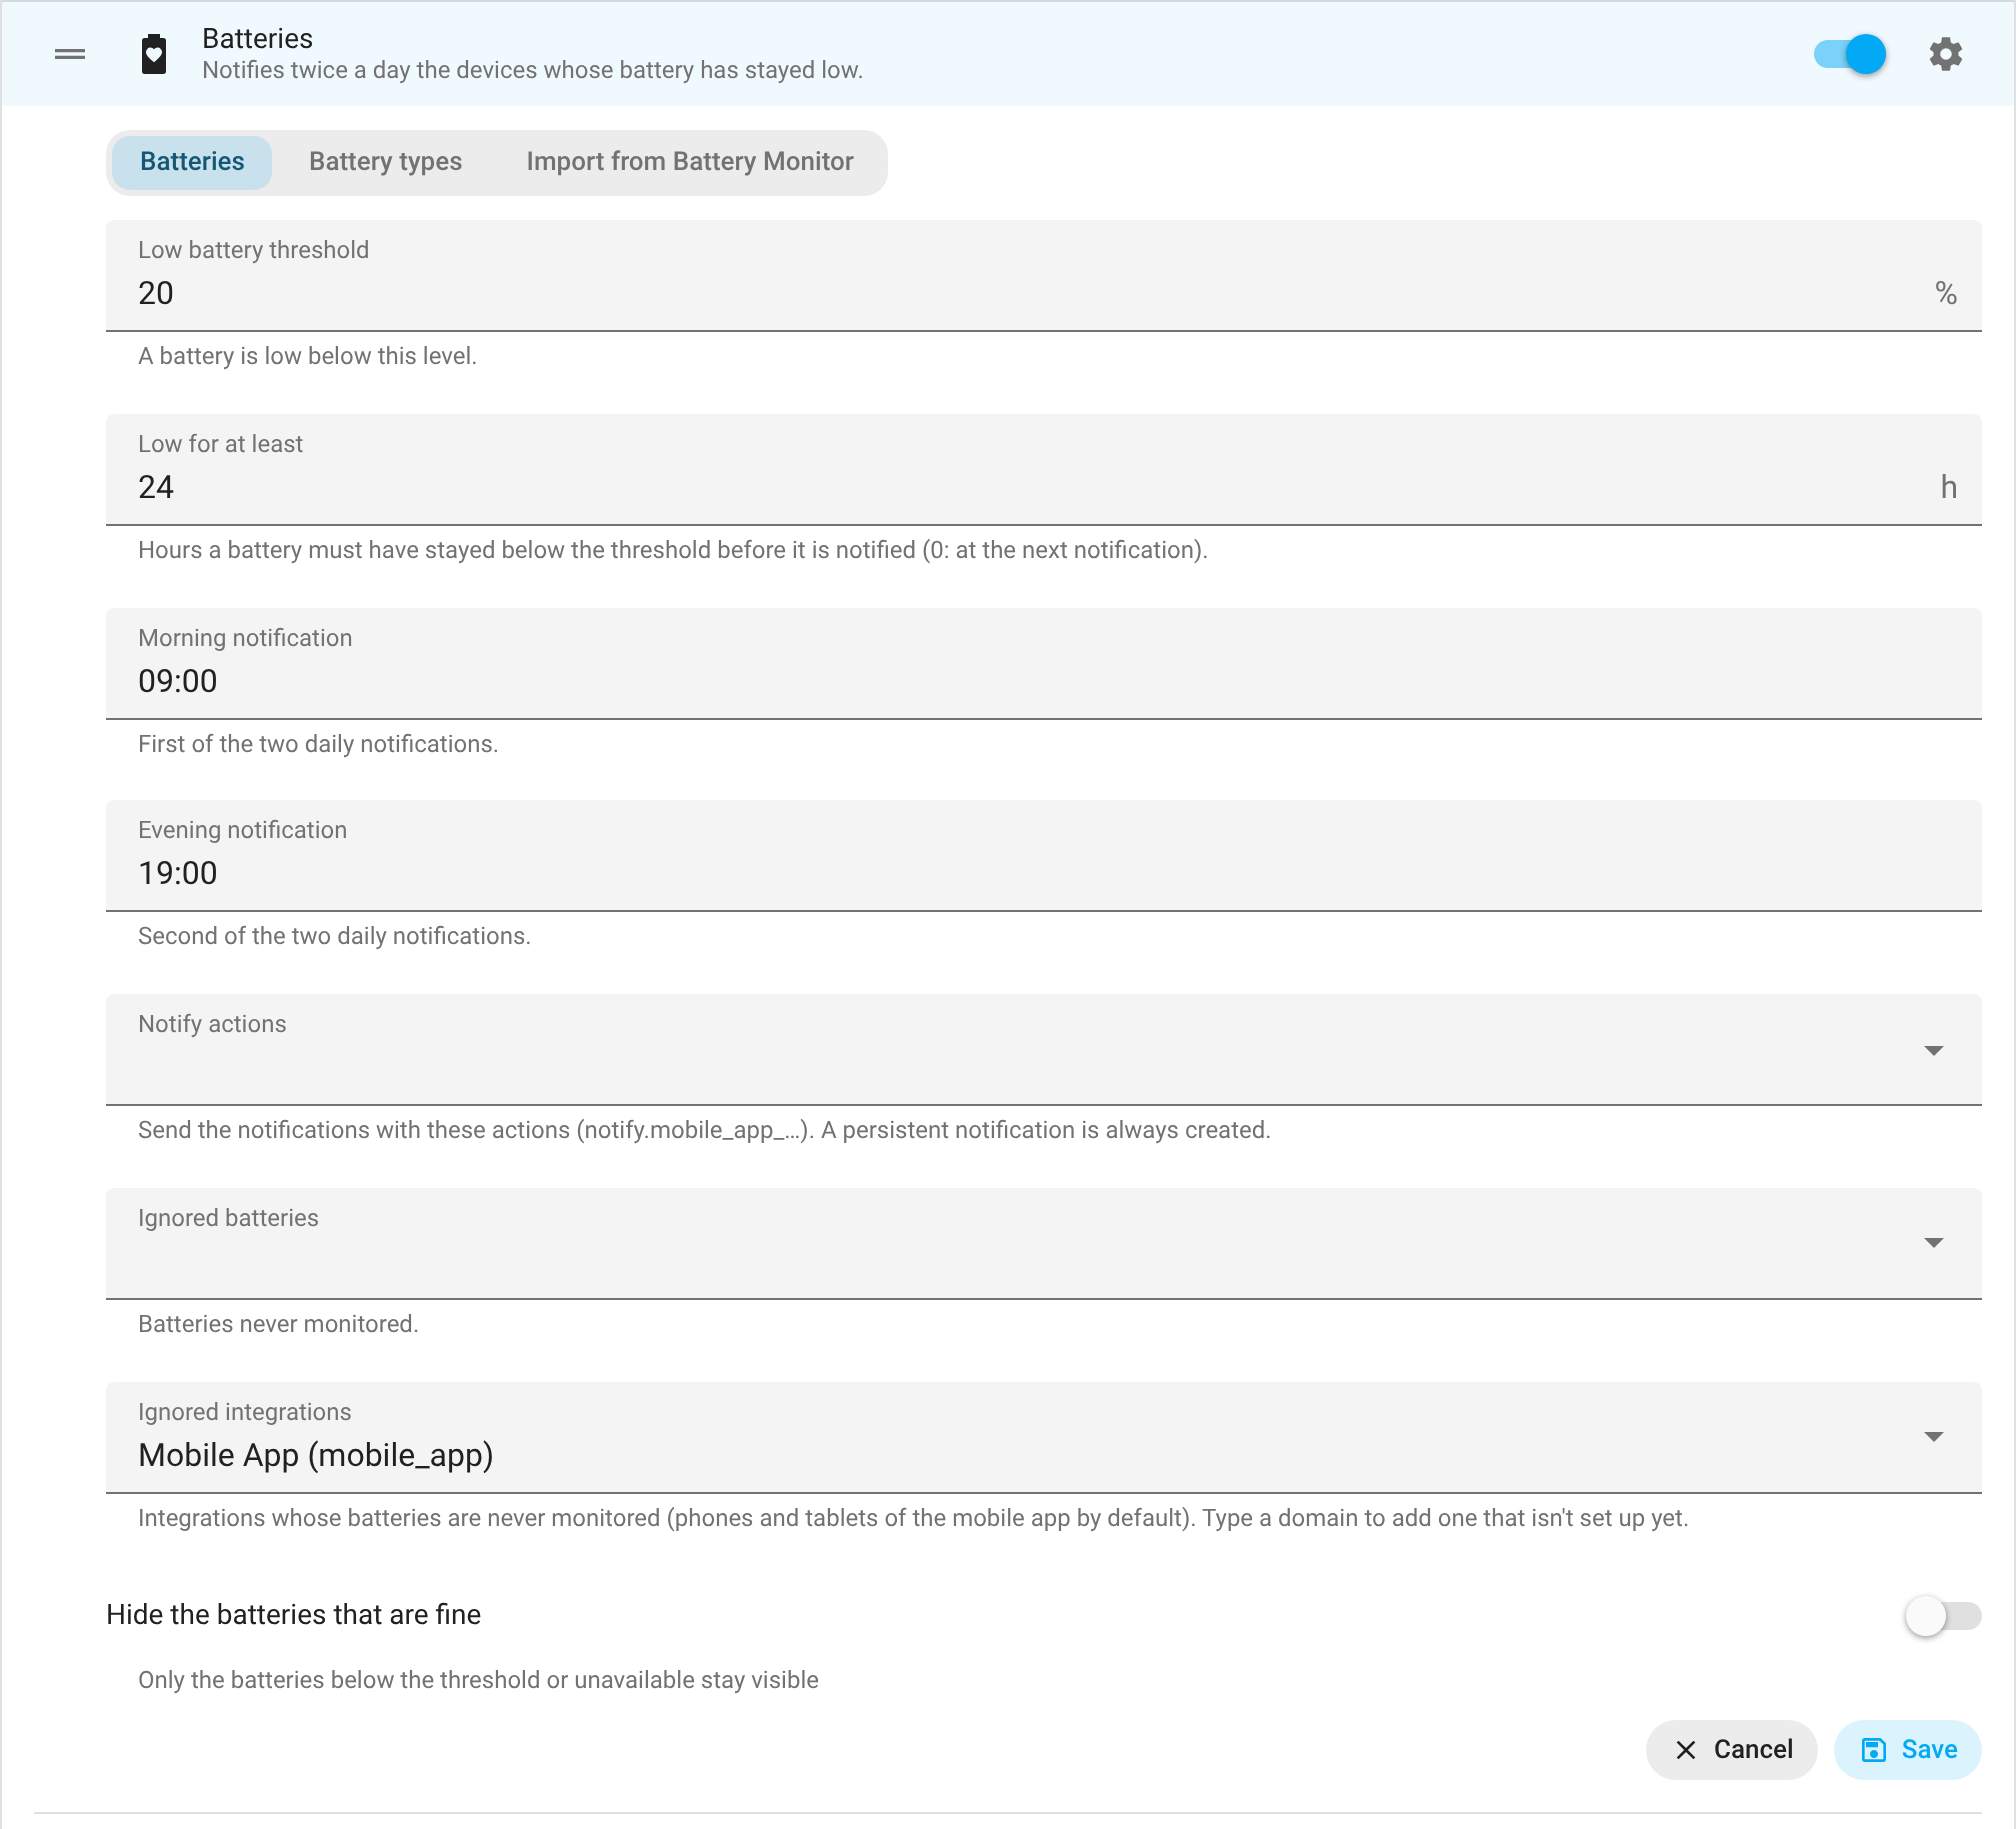 Batteries
Notifies twice a day the devices whose battery has stayed low.
Batteries
Battery types
Import from Battery Monitor
Low battery threshold
20
%
A battery is low below this level.
Low for at least
24
h
Hours a battery must have stayed below the threshold before it is notified (0: at the next notification).
Morning notification
09:00
First of the two daily notifications.
Evening notification
19:00
Second of the two daily notifications.
Notify actions
Send the notifications with these actions (notify.mobile_app_…). A persistent notification is always created.
Ignored batteries
Batteries never monitored.
Ignored integrations
Mobile App (mobile_app)
Integrations whose batteries are never monitored (phones and tablets of the mobile app by default). Type a domain to add one that isn't set up yet.
Hide the batteries that are fine
Only the batteries below the threshold or unavailable stay visible
Cancel
Save